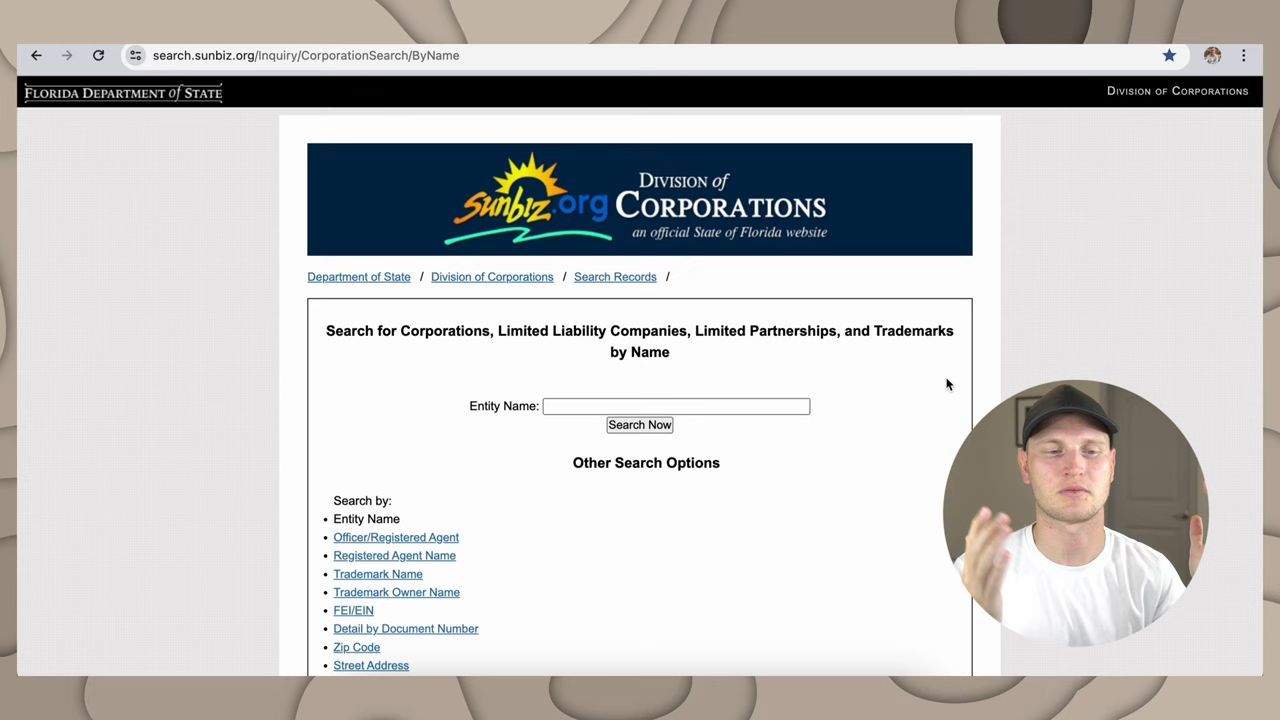 search.sunbiz.org/Inquiry/CorporationSearch/ByName
FLORIDA DEPARTMENT of STATE
DIVISION OF CORPORATIONS
sunbiz.org
DIVISION of
CORPORATIONS
an official State of Florida website
Department of State / Division of Corporations / Search Records /
Search for Corporations, Limited Liability Companies, Limited Partnerships, and Trademarks
by Name
Entity Name:
Search Now
Other Search Options
Search by:
• Entity Name
• Officer/Registered Agent
• Registered Agent Name
• Trademark Name
• Trademark Owner Name
• FEI/EIN
• Detail by Document Number
• Zip Code
• Street Address